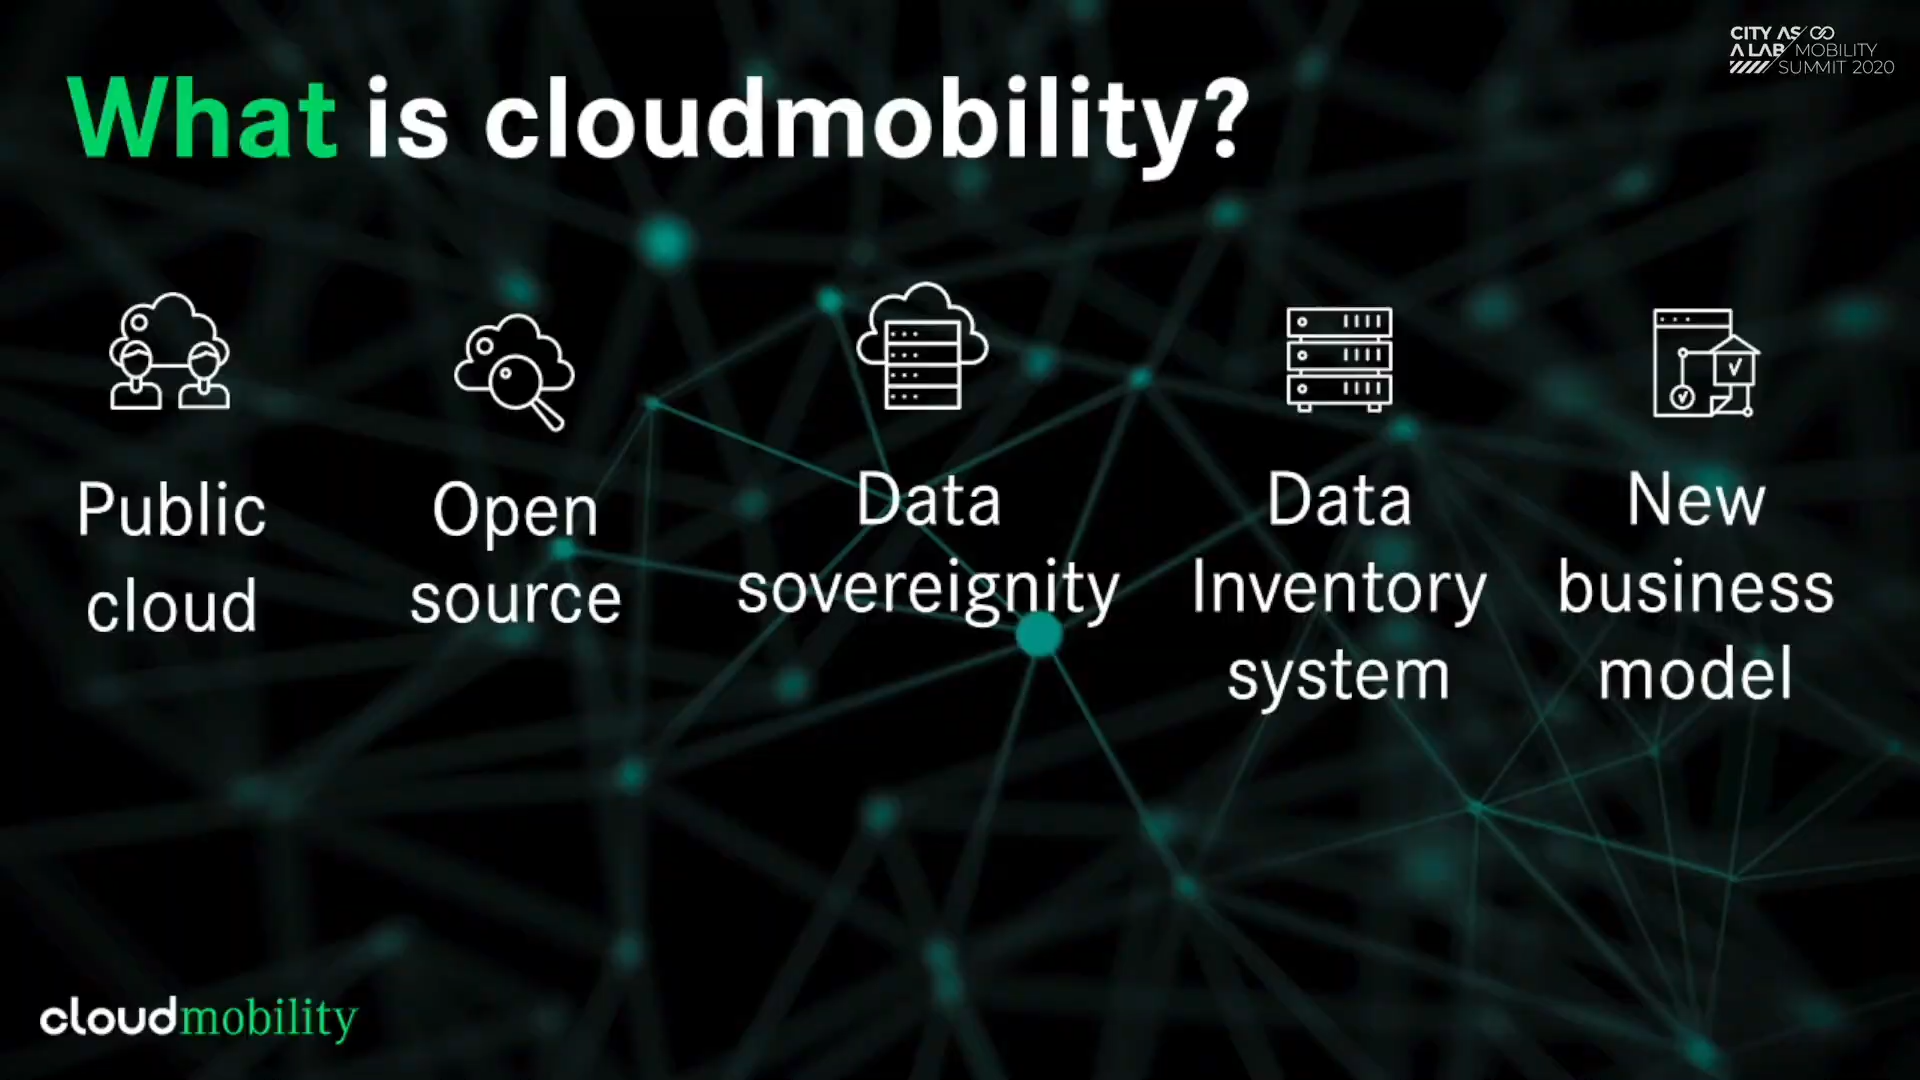 CITY AS
A LAB MOBILITY
SUMMIT 2020
What is cloudmobility?
Public
cloud
Open
source
Data
sovereignity
Data
Inventory
system
New
business
model
cloudmobility